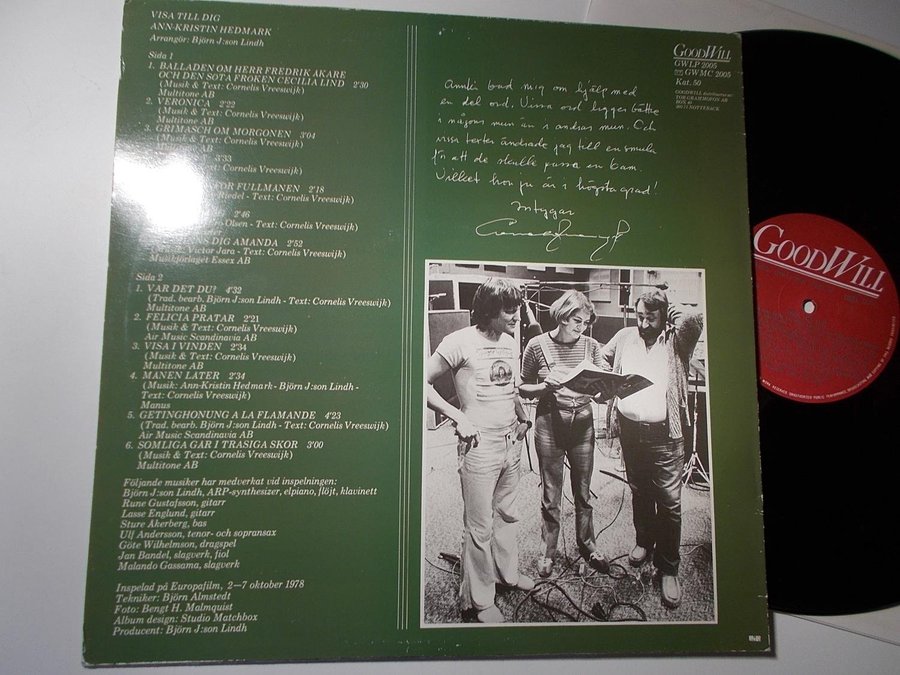 VISA TILL DIG
ANN-KRISTIN HEDMARK
Arrangör: Björn J:son Lindh
Sida 1
1. BALLADEN OM HERR FREDRIK ÅKARE
OCH DEN SÖTA FRÖKEN CECILIA LIND 2'30
(Musik & Text: Cornelis Vreeswijk)
Multitone AB
2. VERONICA 2'22
(Musik & Text: Cornelis Vreeswijk)
Multitone AB
3. GRIMASCH OM MORGONEN 3'04
(Musik & Text: Cornelis Vreeswijk)
Multitone AB
3'33
Text: Cornelis Vreeswijk)
FÖR FULLMÅNEN 2'18
Riedel - Text: Cornelis Vreeswijk)
2'46
Olsen - Text: Cornelis Vreeswijk)
DIG AMANDA 2'52
Victor Jara - Text: Cornelis Vreeswijk)
Musikförlaget Essex AB
Sida 2
1. VAR DET DU? 4'32
(Trad. bearb. Björn J:son Lindh - Text: Cornelis Vreeswijk)
Multitone AB
2. FELICIA PRATAR 2'21
(Musik & Text: Cornelis Vreeswijk)
Air Music Scandinavia AB
3. VISA I VINDEN 2'34
(Musik & Text: Cornelis Vreeswijk)
Multitone AB
4. MÅNEN LÅTER 2'34
(Musik: Ann-Kristin Hedmark - Björn J:son Lindh -
Text: Cornelis Vreeswijk)
Manus
5. GETINGHONUNG A LA FLAMANDE 4'23
(Trad. bearb. Björn J:son Lindh - Text: Cornelis Vreeswijk)
Air Music Scandinavia AB
6. SOMLIGA GÅR I TRASIGA SKOR 3'00
(Musik & Text: Cornelis Vreeswijk)
Multitone AB
Följande musiker har medverkat vid inspelningen:
Björn J:son Lindh, ARP-synthesizer, elpiano, flöjt, klavinett
Rune Gustafsson, gitarr
Lasse Englund, gitarr
Sture Åkerberg, bas
Ulf Andersson, tenor- och sopransax
Göte Wilhelmson, dragspel
Jan Bandel, slagverk, fiol
Malando Gassama, slagverk
Inspelad på Europafilm, 2-7 oktober 1978
Tekniker: Björn Almstedt
Foto: Bengt H. Malmquist
Album design: Studio Matchbox
Producent: Björn J:son Lindh
Annki bad mig om hjälp med
en del ord. Vissa ord ligger bättre
i någons mun än i andras mun. Och
vissa texter ändrade jag till en smula
för att de skulle passa en barn.
Vilket hon ju är i högsta grad!
Intygar
GOODWILL
GWLP 2005
GWMC 2005
Kat. 50
GOODWILL